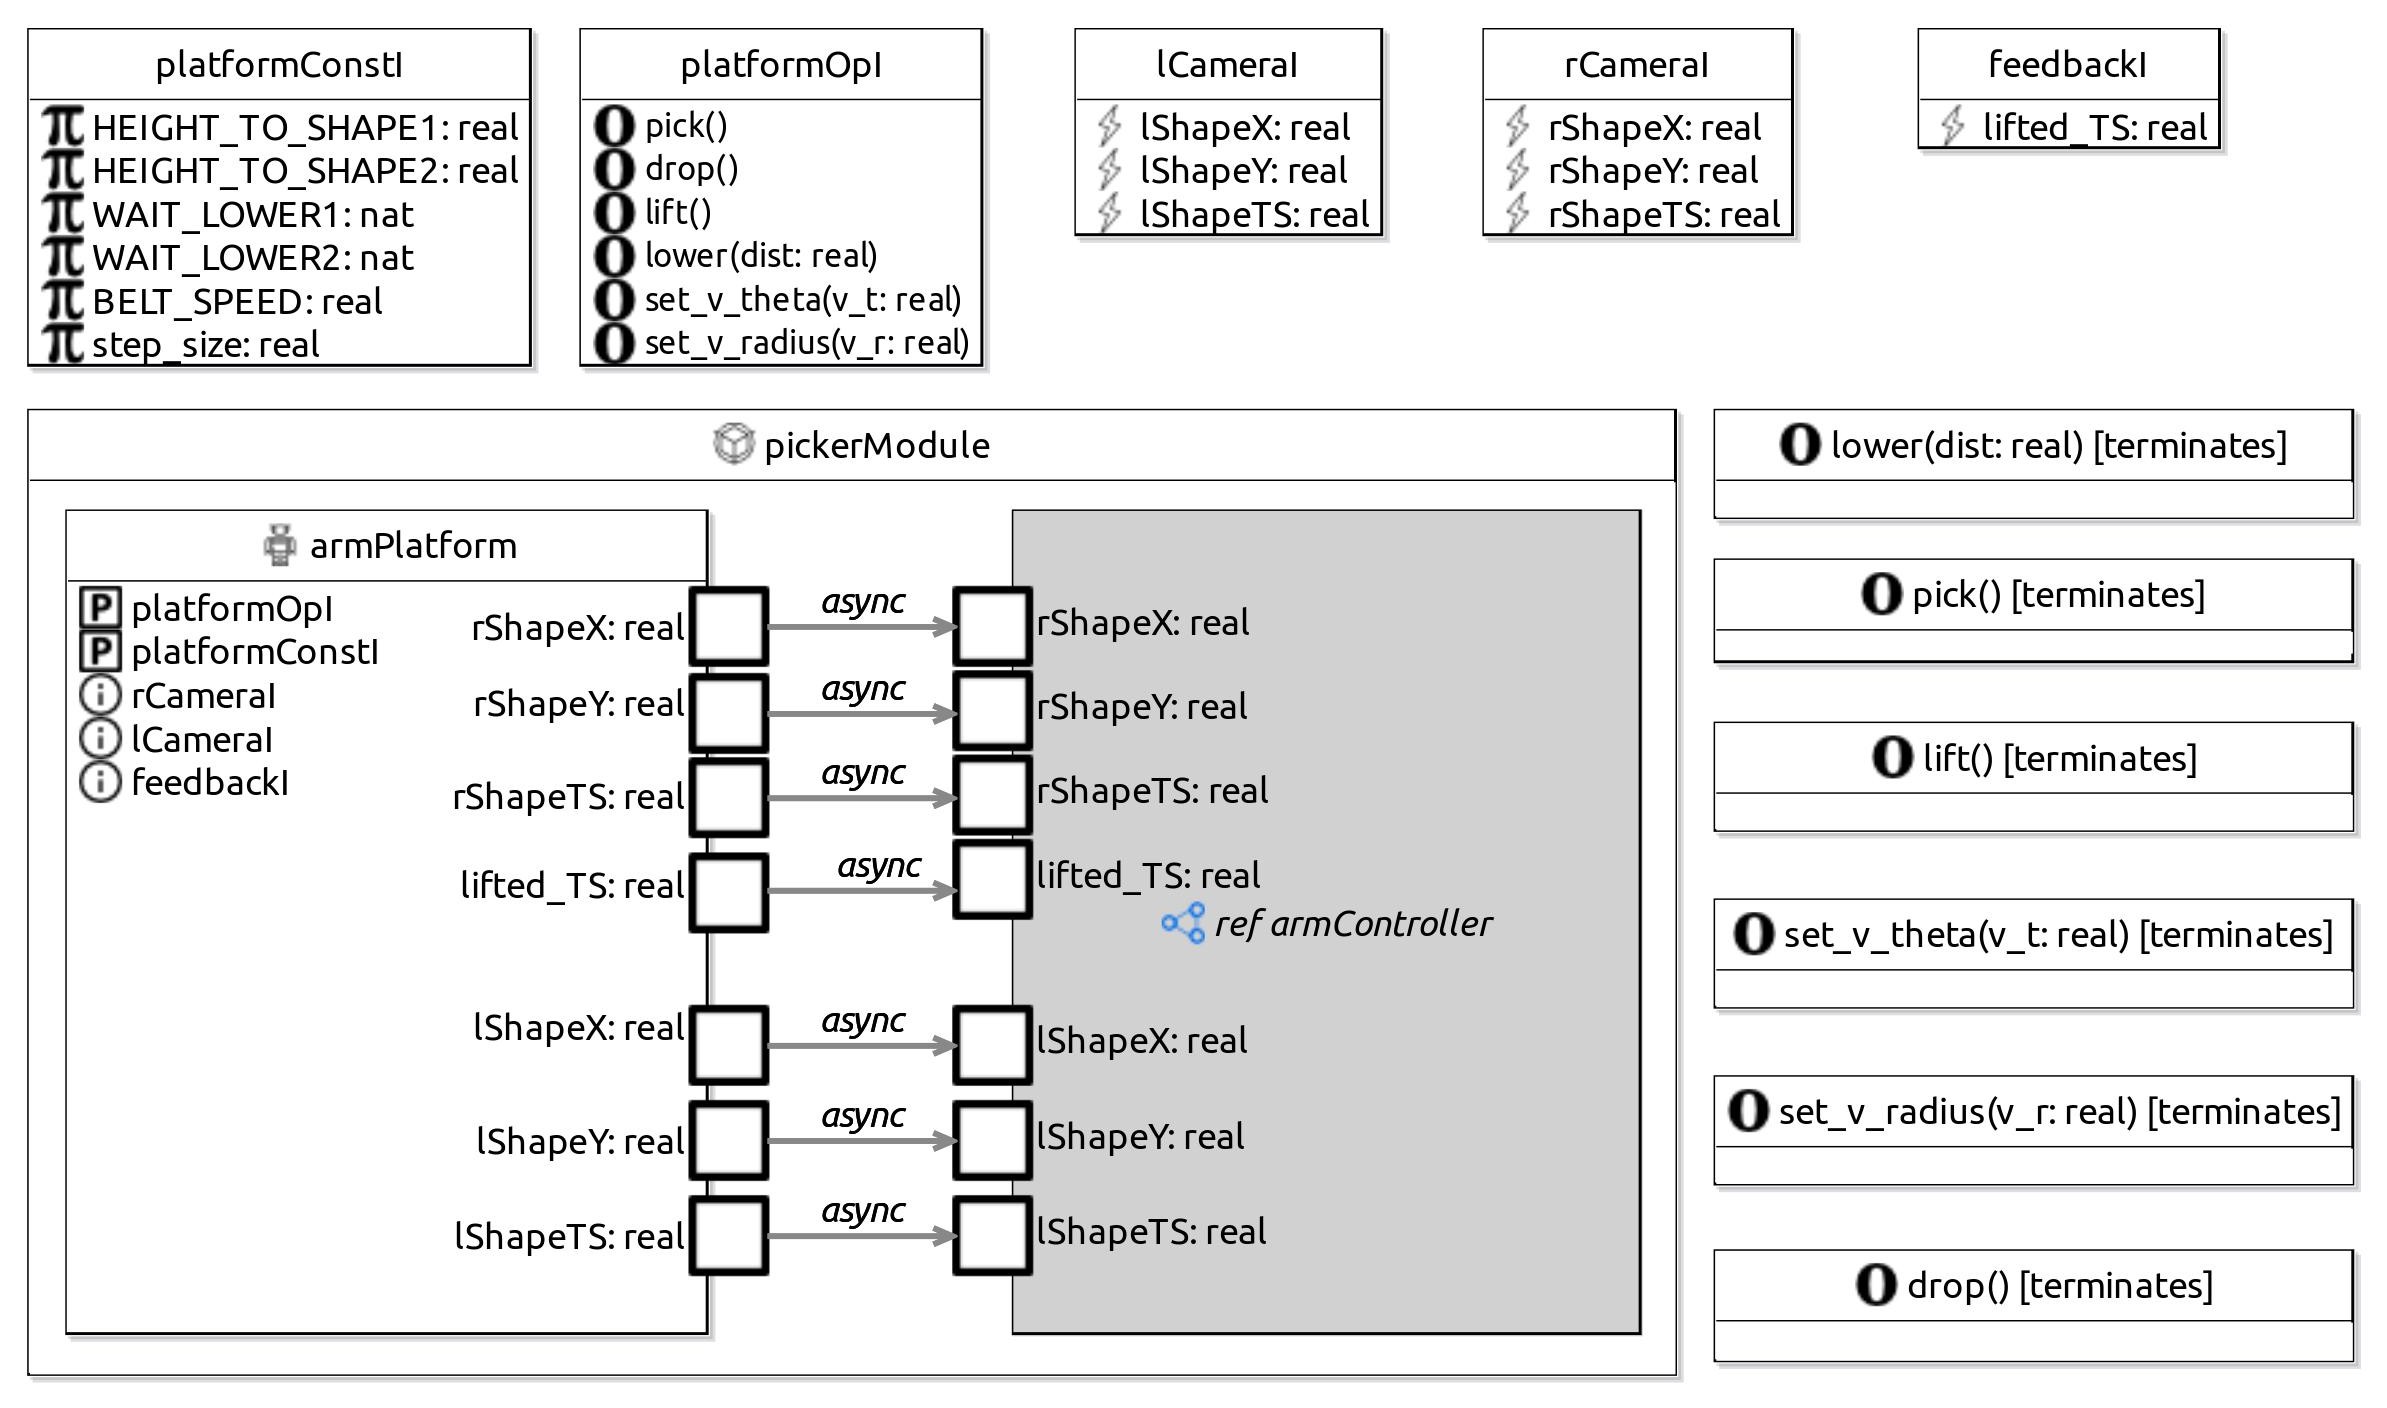 platformConstI
HEIGHT_TO_SHAPE1: real
HEIGHT_TO_SHAPE2: real
WAIT_LOWER1: nat
WAIT_LOWER2: nat
BELT_SPEED: real
step_size: real
platformOpI
pick()
drop()
lift()
lower(dist: real)
set_v_theta(v_t: real)
set_v_radius(v_r: real)
lCameraI
lShapeX: real
lShapeY: real
lShapeTS: real
rCameraI
rShapeX: real
rShapeY: real
rShapeTS: real
feedbackI
lifted_TS: real
pickerModule
armPlatform
P platformOpI
P platformConstI
i rCameraI
i lCameraI
i feedbackI
rShapeX: real async rShapeX: real
rShapeY: real async rShapeY: real
rShapeTS: real async rShapeTS: real
lifted_TS: real async lifted_TS: real
ref armController
lShapeX: real async lShapeX: real
lShapeY: real async lShapeY: real
lShapeTS: real async lShapeTS: real
O lower(dist: real) [terminates]
O pick() [terminates]
O lift() [terminates]
O set_v_theta(v_t: real) [terminates]
O set_v_radius(v_r: real) [terminates]
O drop() [terminates]